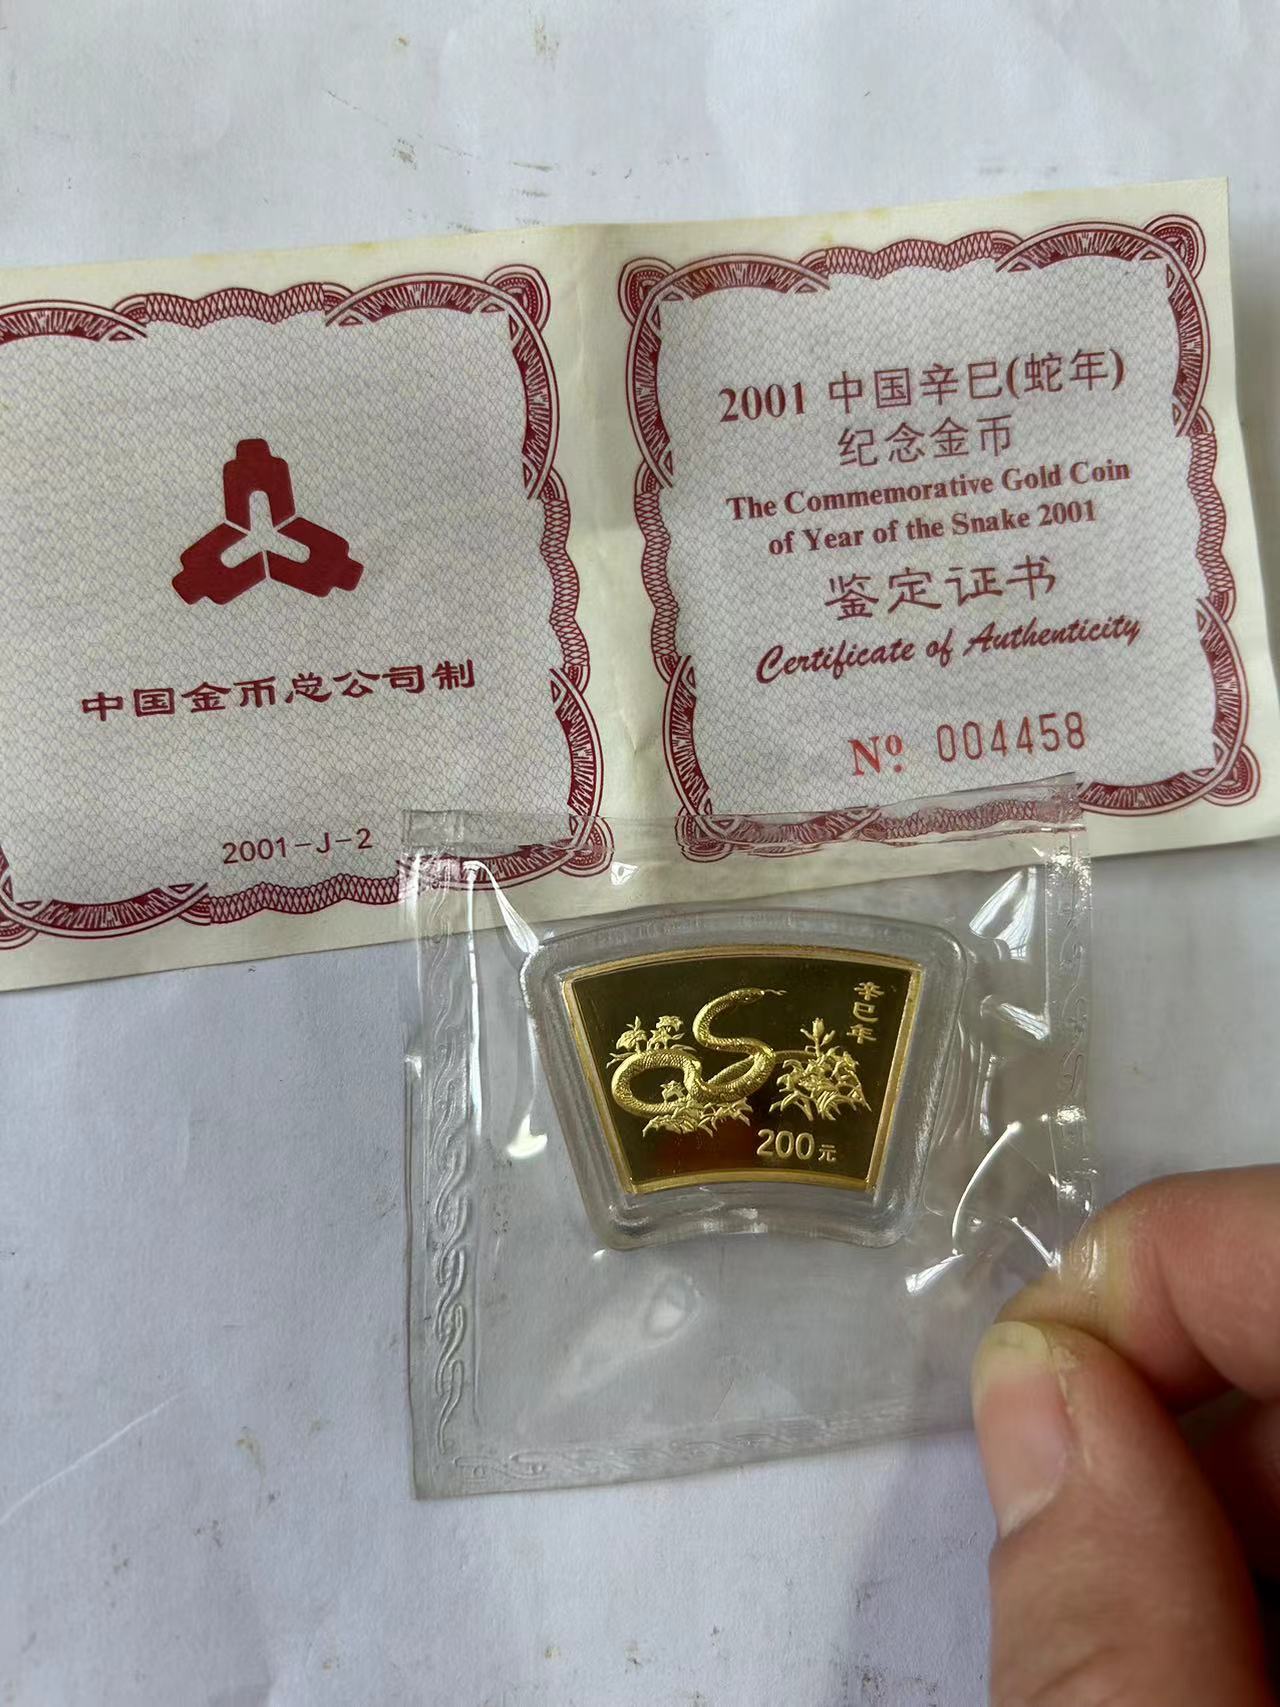 中国金币总公司制
2001-J-2
2001 中国辛巳(蛇年)
纪念金币
The Commemorative Gold Coin
of Year of the Snake 2001
鉴定证书
Certificate of Authenticity
Nº 004458
辛巳年
200元